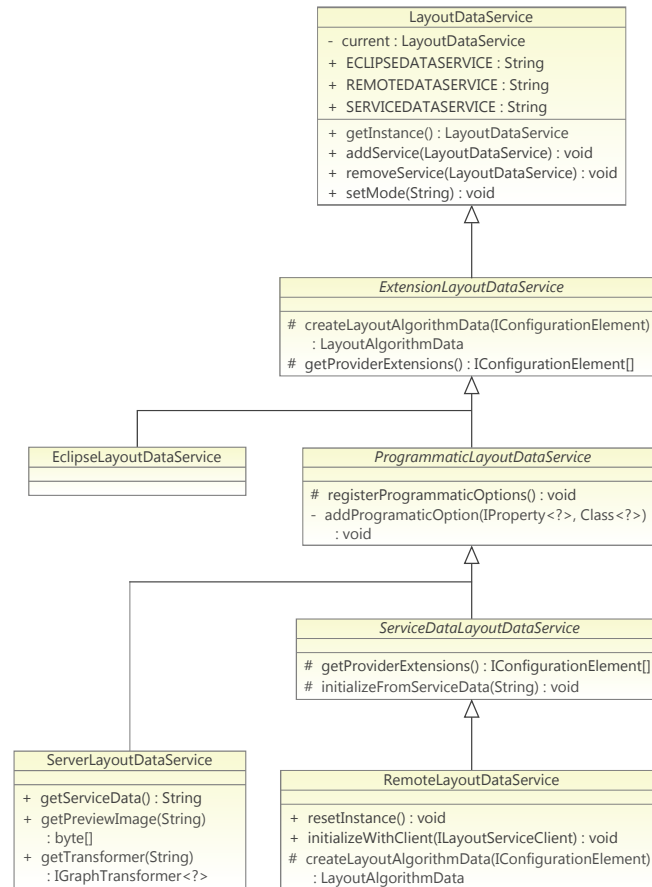 LayoutDataService
- current : LayoutDataService
+ ECLIPSEDATASERVICE : String
+ REMOTEDATASERVICE : String
+ SERVICEDATASERVICE : String
+ getInstance() : LayoutDataService
+ addService(LayoutDataService) : void
+ removeService(LayoutDataService) : void
+ setMode(String) : void
ExtensionLayoutDataService
# createLayoutAlgorithmData(IConfigurationElement)
: LayoutAlgorithmData
# getProviderExtensions() : IConfigurationElement[]
EclipseLayoutDataService
ProgrammaticLayoutDataService
# registerProgrammaticOptions() : void
- addProgramaticOption(IProperty<?>, Class<?>)
: void
ServiceDataLayoutDataService
# getProviderExtensions() : IConfigurationElement[]
# initializeFromServiceData(String) : void
ServerLayoutDataService
+ getServiceData() : String
+ getPreviewImage(String)
: byte[]
+ getTransformer(String)
: IGraphTransformer<?>
RemoteLayoutDataService
+ resetInstance() : void
+ initializeWithClient(ILayoutServiceClient) : void
# createLayoutAlgorithmData(IConfigurationElement)
: LayoutAlgorithmData